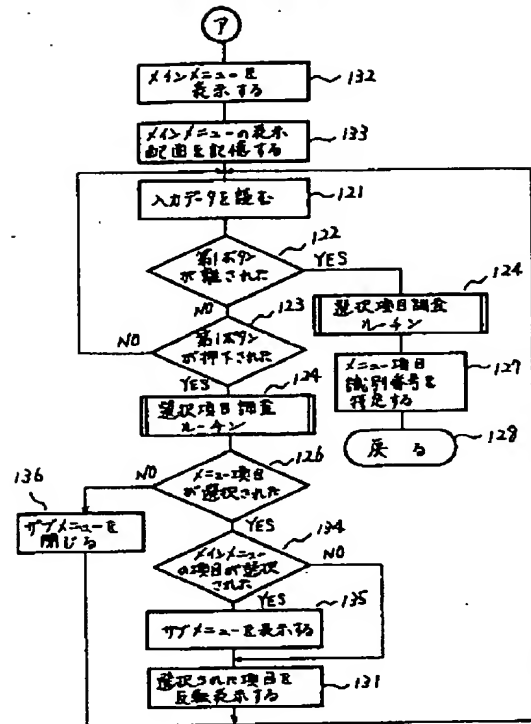 ア
メインメニューを
表示する
132
メインメニューの表示
範囲を記憶する
133
入力データを読む
121
第1ボタン
が離された
122
YES
NO
選択項目調査
ルーチン
124
メニュー項目
識別番号を
特定する
127
戻る
128
第1ボタン
が押下された
123
NO
YES
選択項目調査
ルーチン
124
メニュー項目
が選択された
126
NO
YES
サブメニューを
閉じる
136
メインメニュー
の項目が選択
された
134
NO
YES
サブメニューを表示する
135
選択された項目を
反転表示する
131